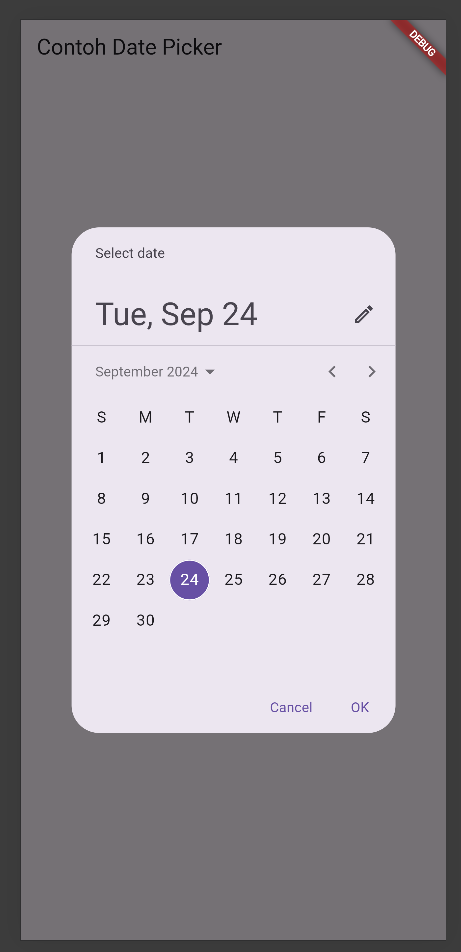 Contoh Date Picker
DEBUG
Select date
Tue, Sep 24
September 2024
S M T W T F S
1 2 3 4 5 6 7
8 9 10 11 12 13 14
15 16 17 18 19 20 21
22 23 24 25 26 27 28
29 30
Cancel OK